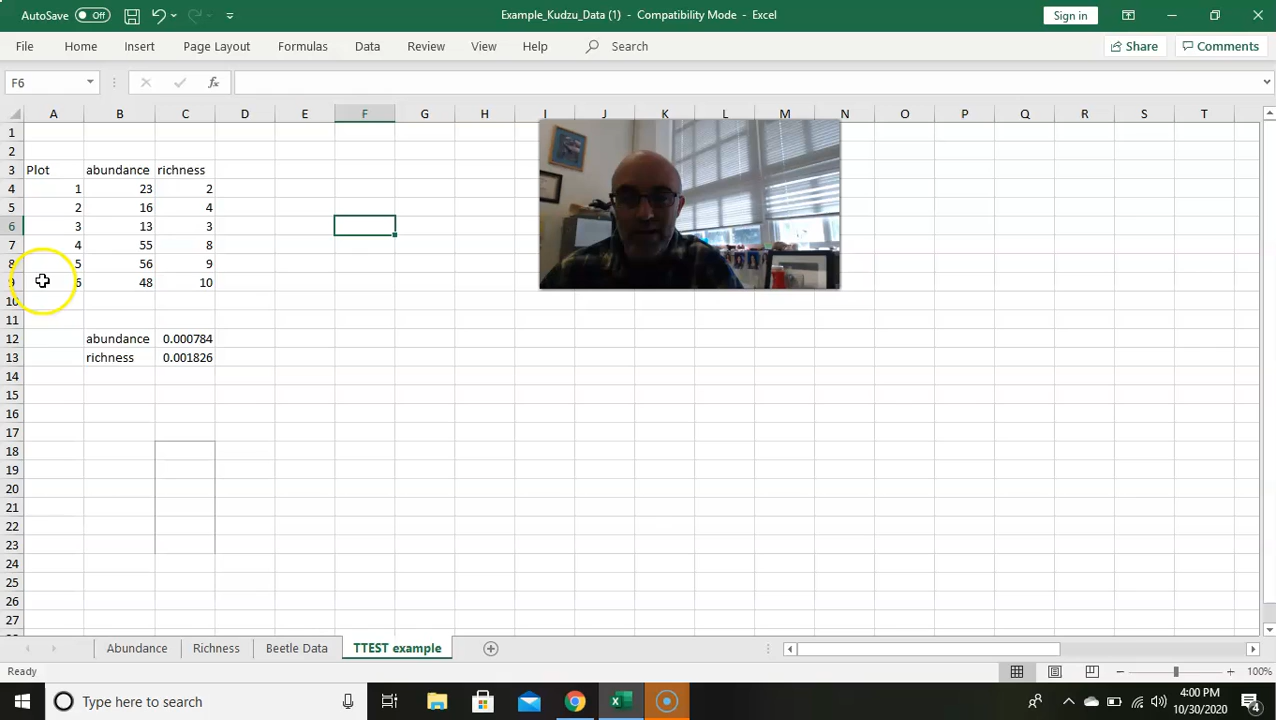 AutoSave Off Example_Kudzu_Data (1) - Compatibility Mode - Excel Sign in
File Home Insert Page Layout Formulas Data Review View Help Search Share Comments
F6 fx
A B C D E F G H I J K L M N O P Q R S T
1
2
3 Plot abundance richness
4 1 23 2
5 2 16 4
6 3 13 3
7 4 55 8
8 5 56 9
9 6 48 10
10
11
12 abundance 0.000784
13 richness 0.001826
14
15
16
17
18
19
20
21
22
23
24
25
26
27
Abundance Richness Beetle Data TTEST example
Ready 100%
Type here to search 4:00 PM
10/30/2020 4